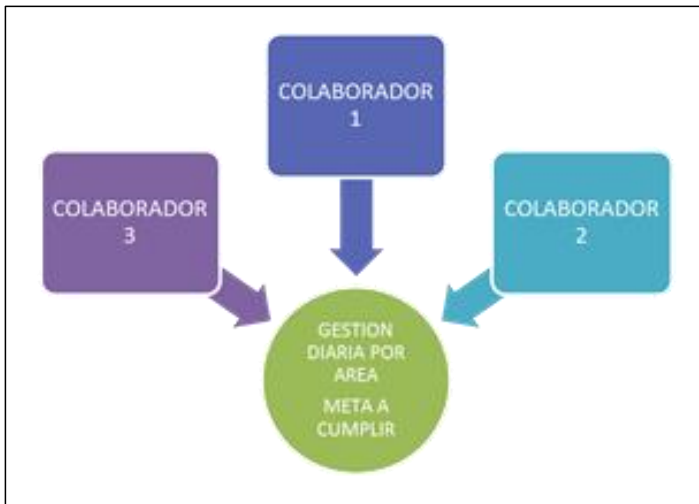 COLABORADOR
1
COLABORADOR
3
COLABORADOR
2
GESTION
DIARIA POR
AREA
META A
CUMPLIR